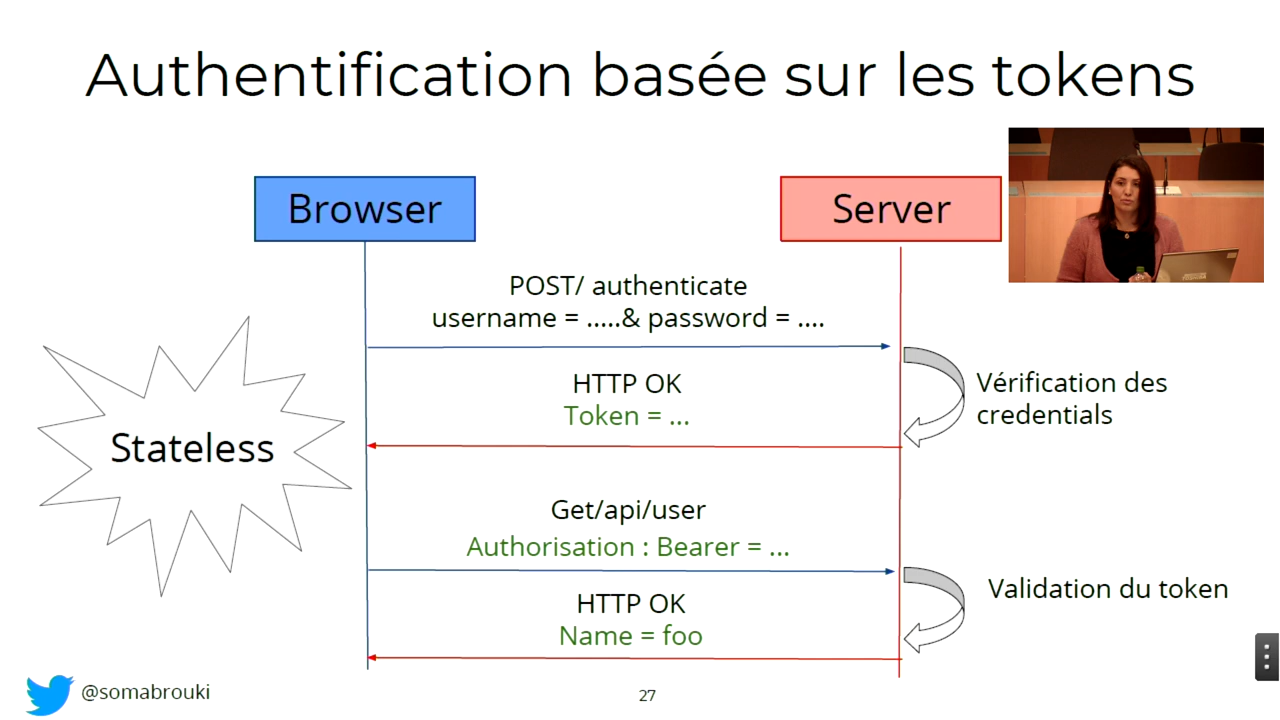 Authentification basée sur les tokens
Browser
Server
POST/ authenticate
username = .....& password = ....
HTTP OK
Token = ...
Vérification des
credentials
Stateless
Get/api/user
Authorisation : Bearer = ...
Validation du token
HTTP OK
Name = foo
@somabrouki
27